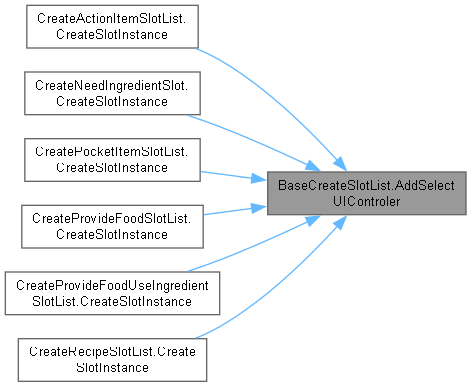 CreateActionItemSlotList.
CreateSlotInstance
CreateNeedIngredientSlot.
CreateSlotInstance
CreatePocketItemSlotList.
CreateSlotInstance
BaseCreateSlotList.AddSelect
UIControler
CreateProvideFoodSlotList.
CreateSlotInstance
CreateProvideFoodUseIngredient
SlotList.CreateSlotInstance
CreateRecipeSlotList.Create
SlotInstance